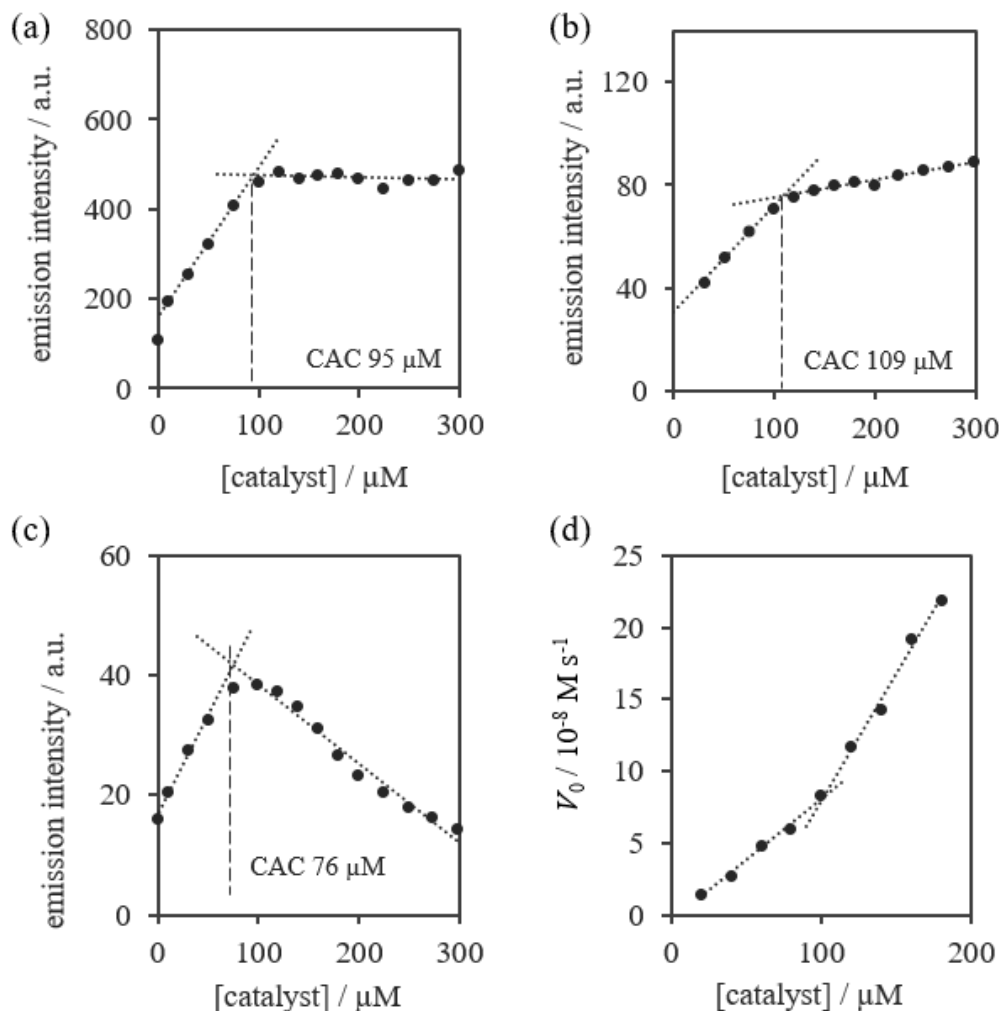 (a)
800
600
400
200
0
emission intensity / a.u.
CAC 95 μM
0 100 200 300
[catalyst] / μM
(b)
120
80
40
0
emission intensity / a.u.
CAC 109 μM
0 100 200 300
[catalyst] / μM
(c)
60
40
20
0
emission intensity / a.u.
CAC 76 μM
0 100 200 300
[catalyst] / μM
(d)
25
20
15
10
5
0
V₀ / 10⁻⁸ M s⁻¹
0 100 200
[catalyst] / μM